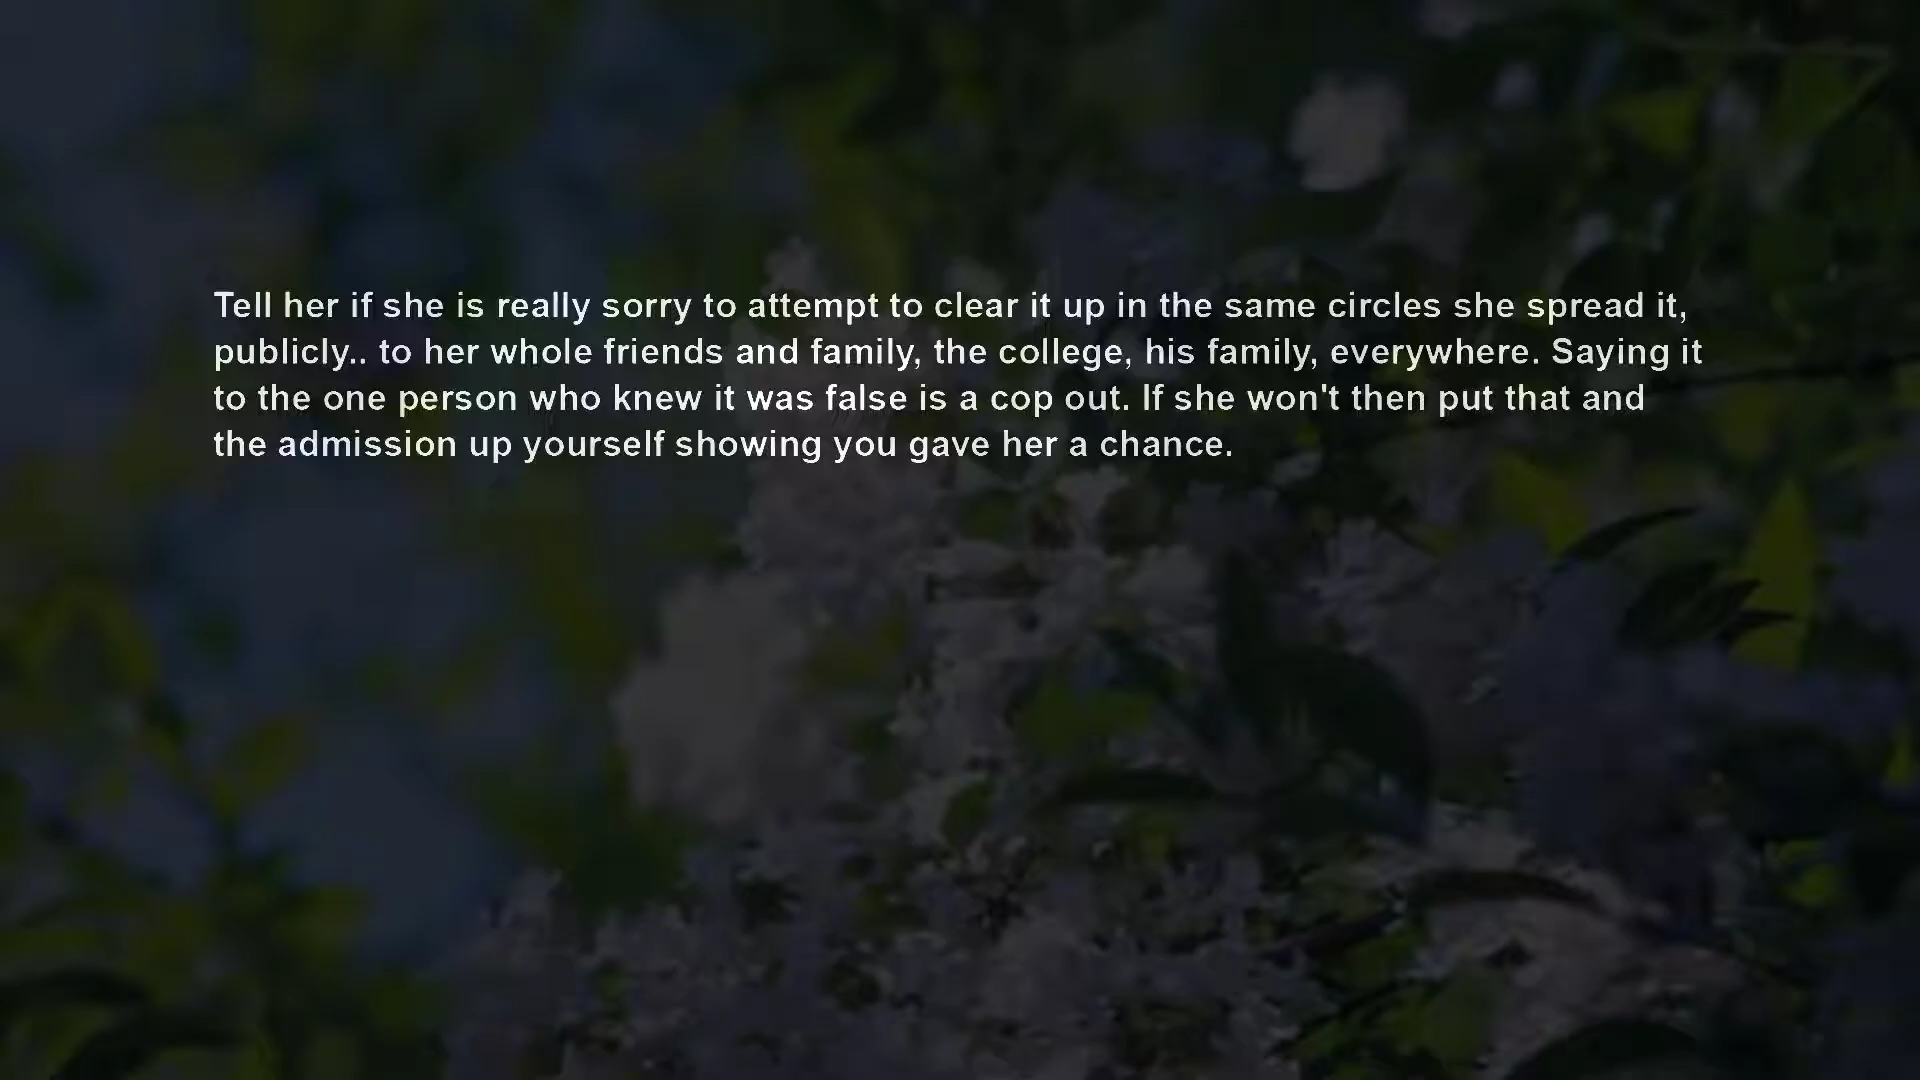 Tell her if she is really sorry to attempt to clear it up in the same circles she spread it,
publicly.. to her whole friends and family, the college, his family, everywhere. Saying it
to the one person who knew it was false is a cop out. If she won't then put that and
the admission up yourself showing you gave her a chance.